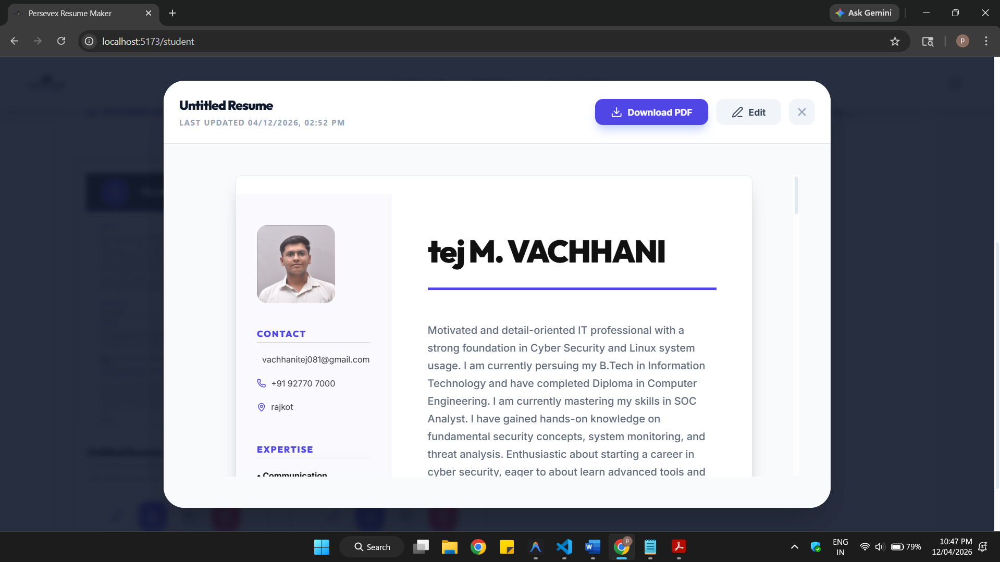 Persevex Resume Maker
Ask Gemini
localhost:5173/student
P
Untitled Resume
LAST UPDATED 04/12/2026, 02:52 PM
Download PDF
Edit
tej M. VACHHANI
CONTACT
vachhanitej081@gmail.com
+91 92770 7000
rajkot
EXPERTISE
• Communication
Motivated and detail-oriented IT professional with a
strong foundation in Cyber Security and Linux system
usage. I am currently persuing my B.Tech in Information
Technology and have completed Diploma in Computer
Engineering. I am currently mastering my skills in SOC
Analyst. I have gained hands-on knowledge on
fundamental security concepts, system monitoring, and
threat analysis. Enthusiastic about starting a career in
cyber security, eager to about learn advanced tools and
Search
ENG
IN
79%
10:47 PM
12/04/2026